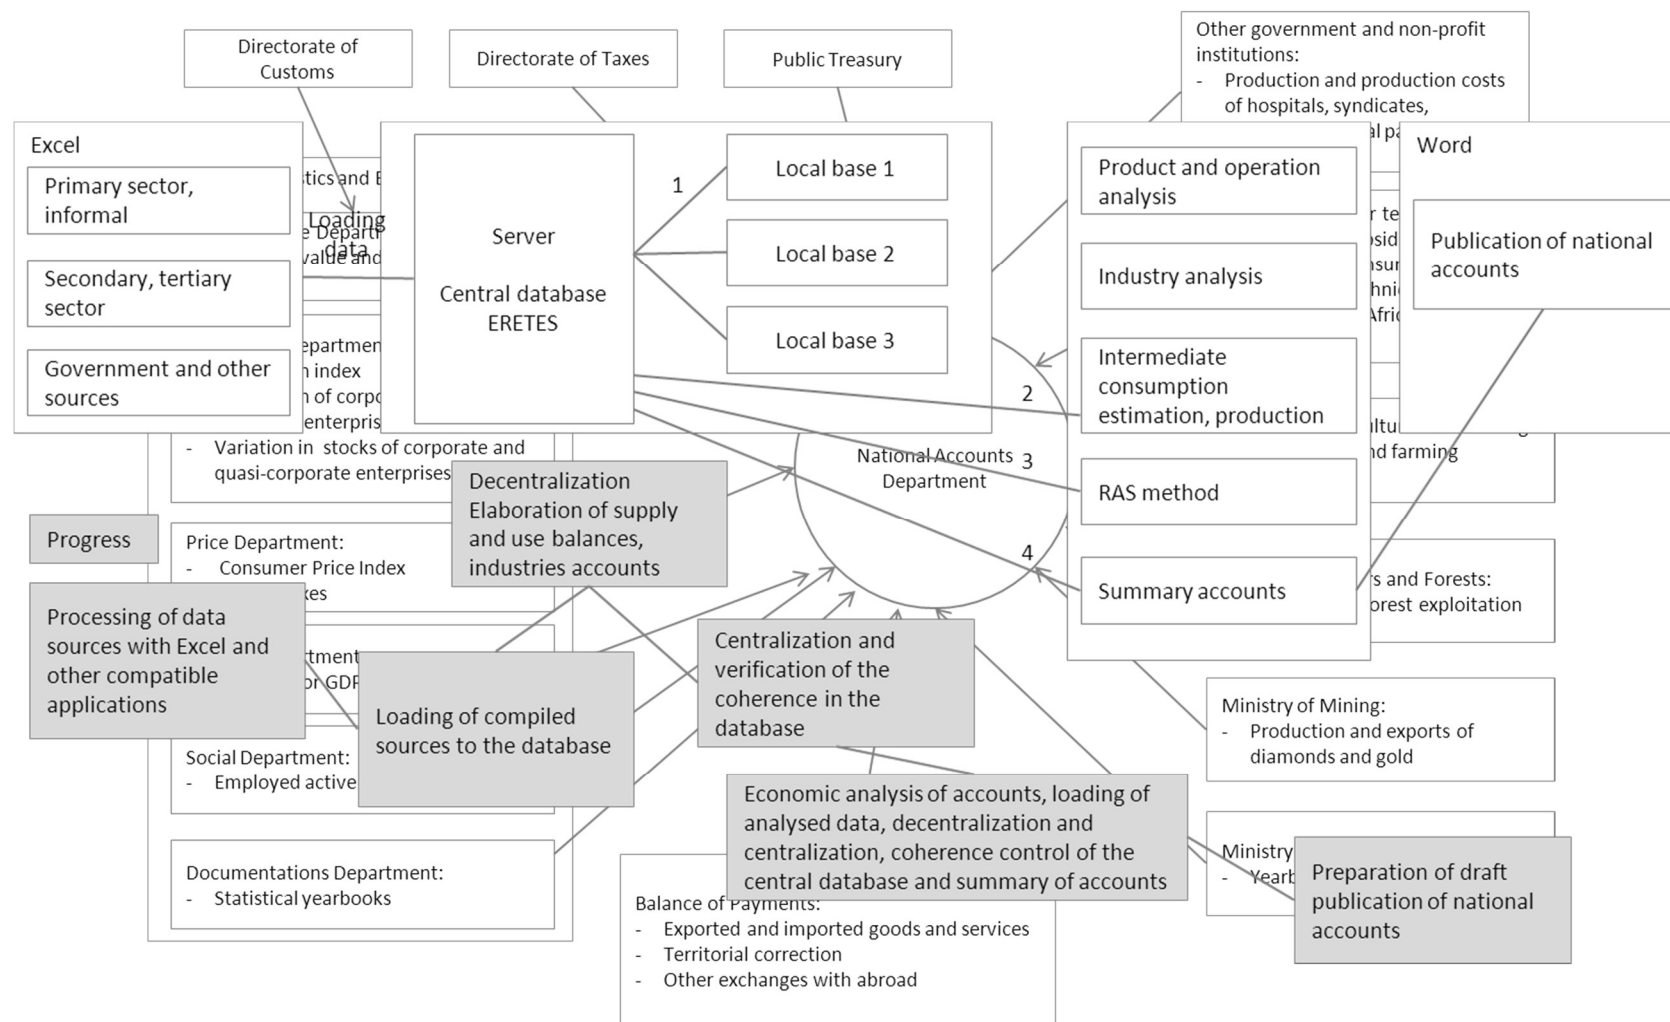 Directorate of
Customs
Directorate of Taxes
Public Treasury
Other government and non-profit
institutions:
- Production and production costs
of hospitals, syndicates,
Excel
Primary sector,
informal
Secondary, tertiary
sector
Government and other
sources
Loading
data
value and
index
of
- Variation in stocks of corporate and
quasi-corporate enterprises
Server
Central database
ERETES
1
Local base 1
Local base 2
Local base 3
2
3
4
National Accounts
Department
Product and operation
analysis
Industry analysis
Intermediate
consumption
estimation, production
RAS method
Summary accounts
Word
Publication of national
accounts
farming
and Forests:
exploitation
Progress
Price Department:
- Consumer Price Index
Processing of data
sources with Excel and
other compatible
applications
Decentralization
Elaboration of supply
and use balances,
industries accounts
Loading of compiled
sources to the database
Social Department:
- Employed active
Documentations Department:
- Statistical yearbooks
Centralization and
verification of the
coherence in the
database
Economic analysis of accounts, loading of
analysed data, decentralization and
centralization, coherence control of the
central database and summary of accounts
Balance of Payments:
- Exported and imported goods and services
- Territorial correction
- Other exchanges with abroad
Ministry of Mining:
- Production and exports of
diamonds and gold
Ministry
Preparation of draft
publication of national
accounts